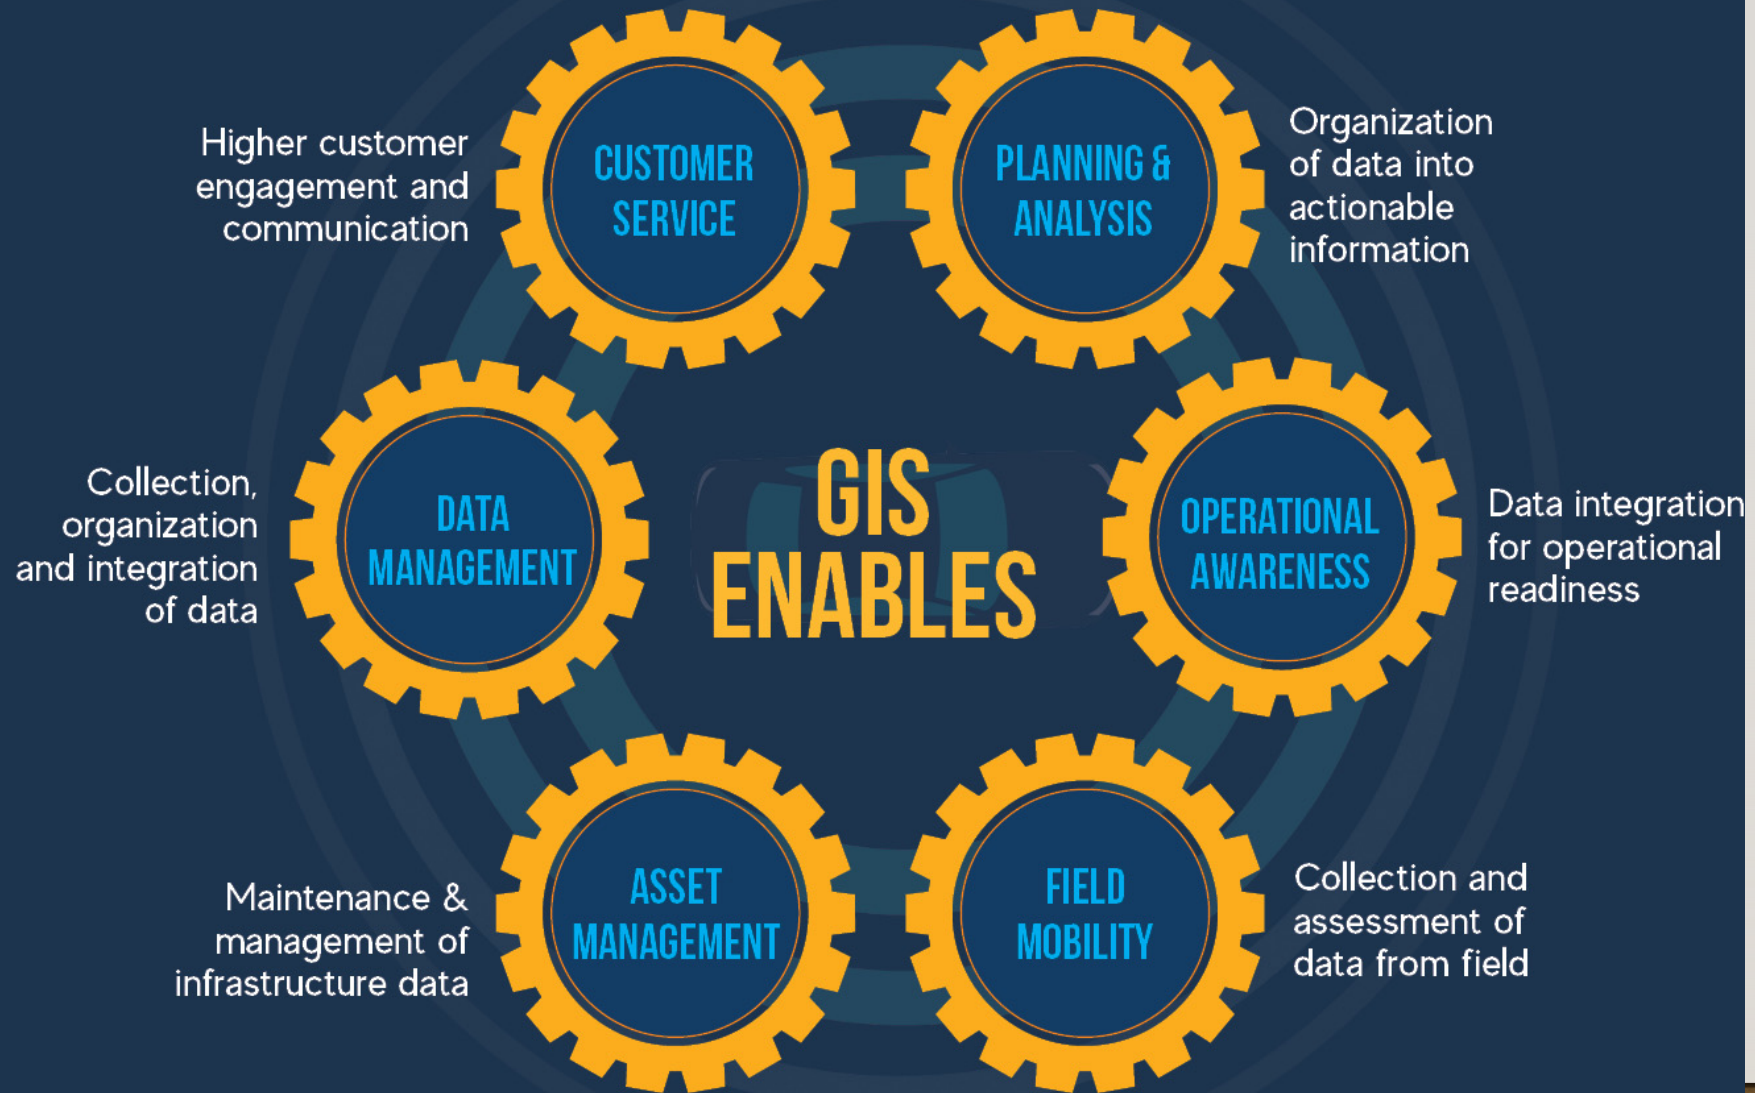 Higher customer
engagement and
communication
CUSTOMER
SERVICE
PLANNING &
ANALYSIS
Organization
of data into
actionable
information
Collection,
organization
and integration
of data
DATA
MANAGEMENT
GIS
ENABLES
OPERATIONAL
AWARENESS
Data integration
for operational
readiness
Maintenance &
management of
infrastructure data
ASSET
MANAGEMENT
FIELD
MOBILITY
Collection and
assessment of
data from field